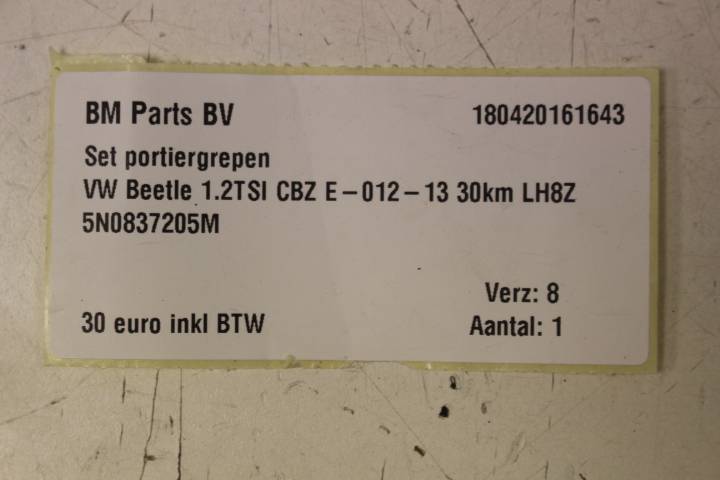 BM Parts BV 180420161643
Set portiergrepen
VW Beetle 1.2TSI CBZ E-012-13 30km LH8Z
5N0837205M
Verz: 8
30 euro inkl BTW Aantal: 1